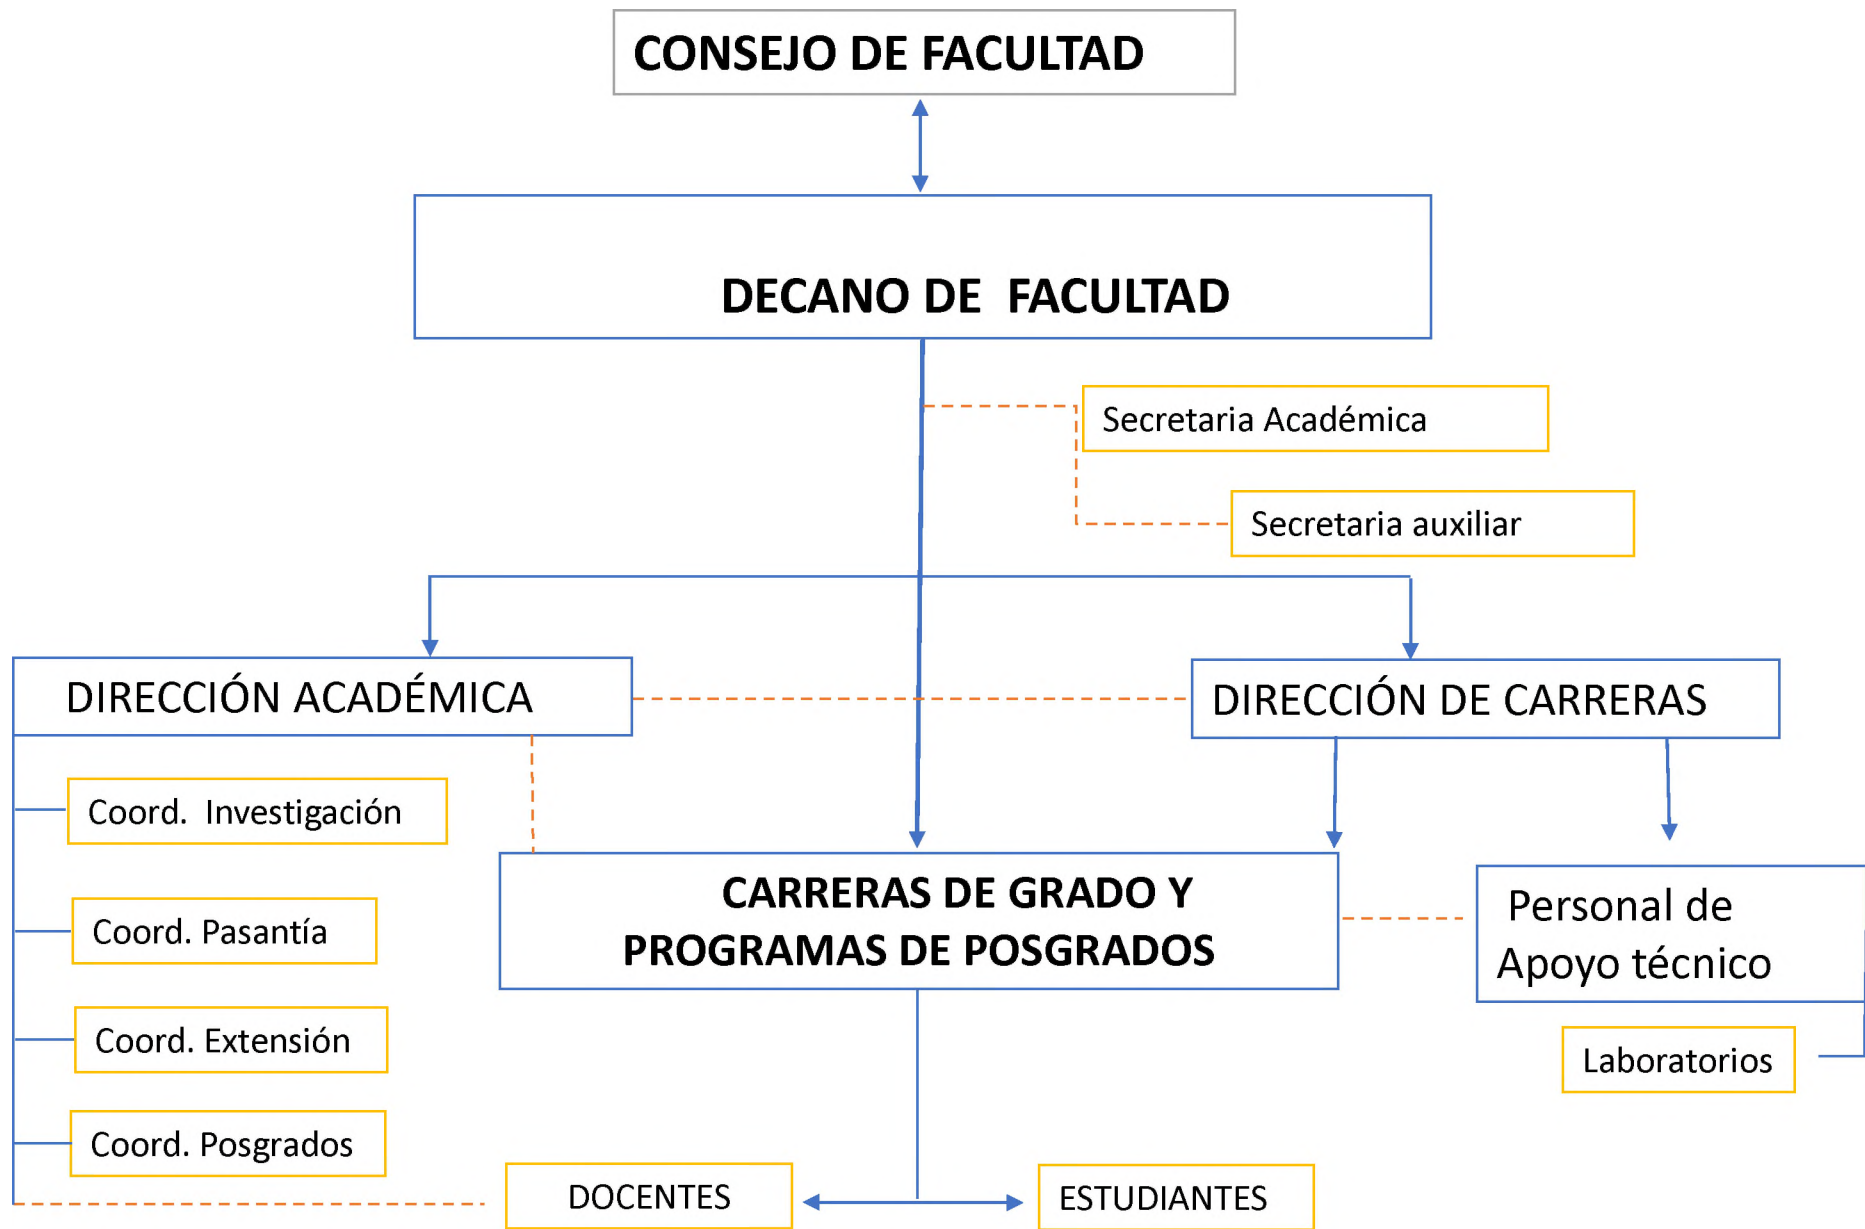 CONSEJO DE FACULTAD
DECANO DE FACULTAD
Secretaria Académica
Secretaria auxiliar
DIRECCIÓN ACADÉMICA
DIRECCIÓN DE CARRERAS
Coord. Investigación
Coord. Pasantía
Coord. Extensión
Coord. Posgrados
CARRERAS DE GRADO Y
PROGRAMAS DE POSGRADOS
Personal de
Apoyo técnico
Laboratorios
DOCENTES
ESTUDIANTES